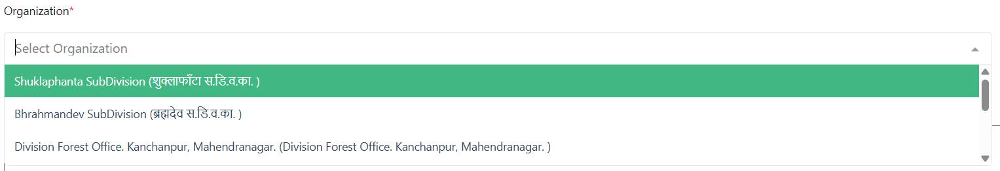 Organization*
Select Organization
Shuklaphanta SubDivision (शुक्लाफाँटा स.डि.व.का. )
Bhrahmandev SubDivision (ब्रह्मदेव स.डि.व.का. )
Division Forest Office. Kanchanpur, Mahendranagar. (Division Forest Office. Kanchanpur, Mahendranagar. )